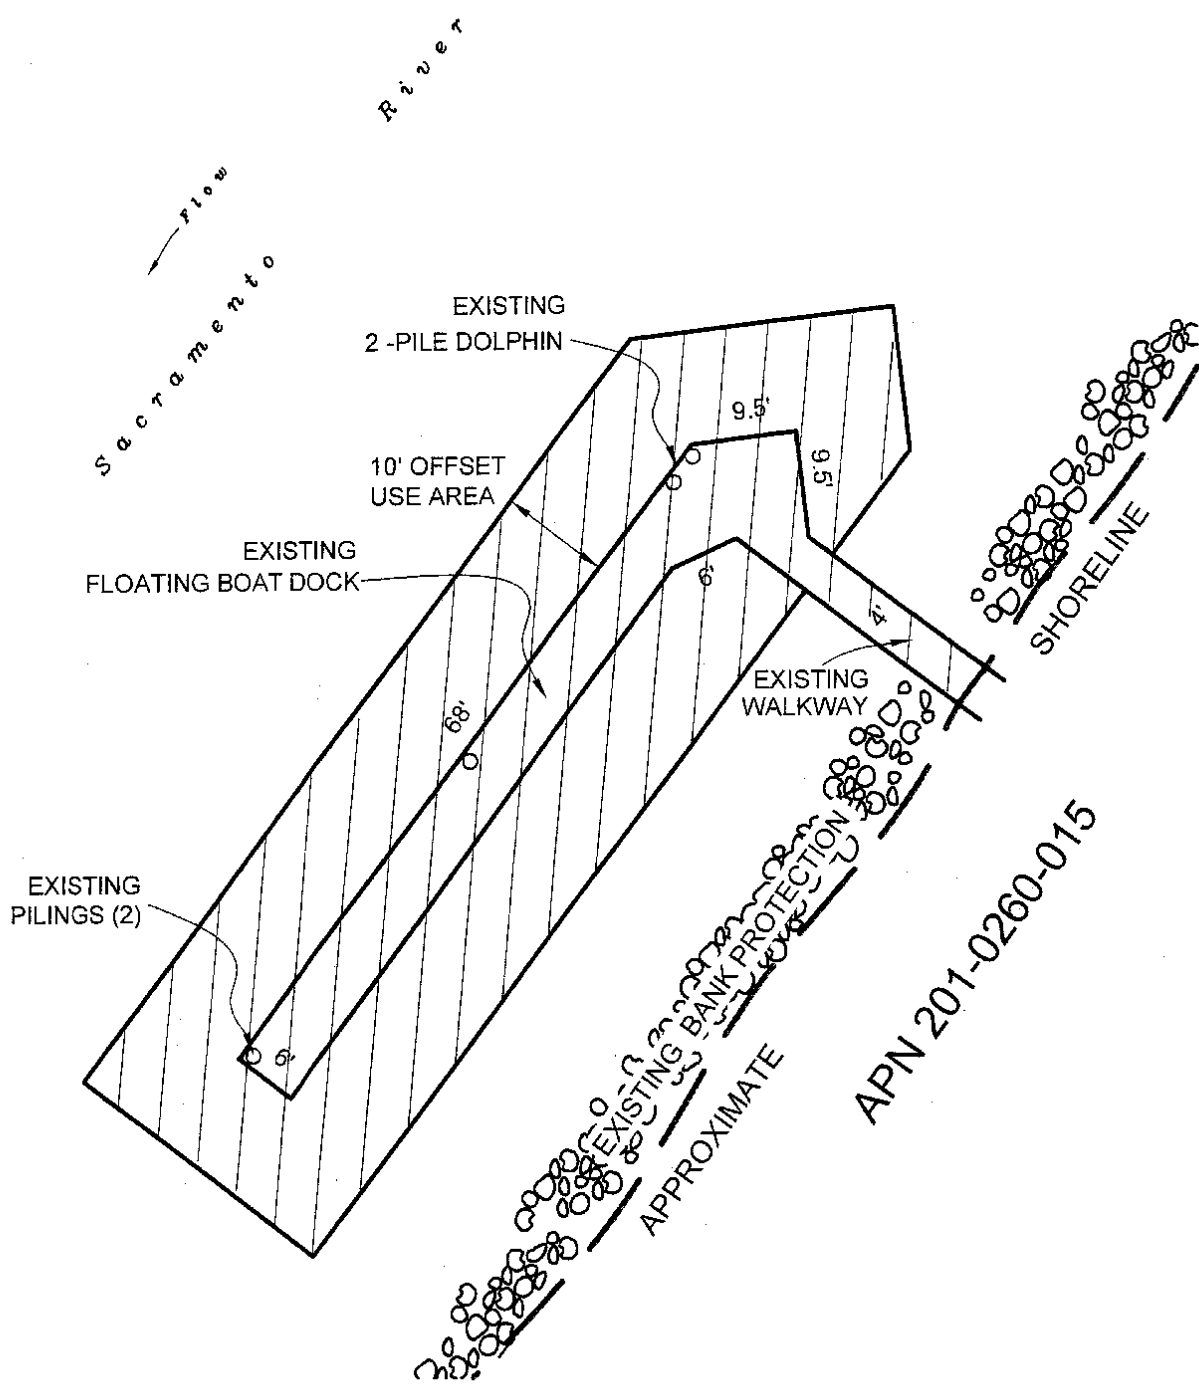 Sacramento River
Flow
EXISTING
2 -PILE DOLPHIN
9.5'
9.5'
10' OFFSET
USE AREA
EXISTING
FLOATING BOAT DOCK
6'
4'
SHORELINE
EXISTING
WALKWAY
68'
EXISTING
PILINGS (2)
6'
EXISTING BANK PROTECTION
APN 201-0260-015
APPROXIMATE